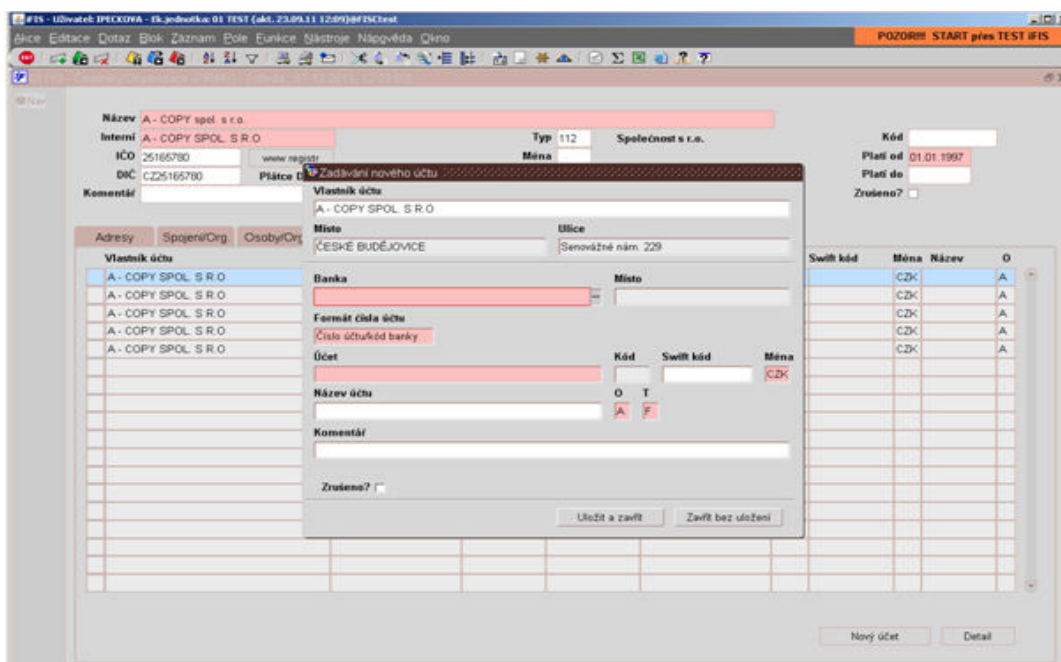 iFIS - Uživatel: IPECKOVA - Ek.jednotka: 01 TEST (akt. 23.09.11 12:09)@FISCtest
Akce Editace Dotaz Blok Záznam Pole Funkce Nástroje Nápověda Okno
POZOR!!! START přes TEST iFIS
Název A - COPY spol. s r.o.
Interní A - COPY SPOL. S R.O Typ 112 Společnost s r.o. Kód
IČO 25165780 www registr Měna Platí od 01.01.1997
DIČ CZ25165780 Plátce D Platí do
Komentář Zrušeno?
Zadávání nového účtu
Vlastník účtu
A - COPY SPOL. S R.O
Místo Ulice
ČESKÉ BUDĚJOVICE Senovážné nám. 229
Adresy Spojení/Org. Osoby/Org
Vlastník účtu Swift kód Měna Název O
A - COPY SPOL. S R.O CZK A
A - COPY SPOL. S R.O CZK A
A - COPY SPOL. S R.O CZK A
A - COPY SPOL. S R.O CZK A
A - COPY SPOL. S R.O CZK A
Banka Místo
Formát čísla účtu
Číslo účtu/kód banky
Účet Kód Swift kód Měna
CZK
Název účtu O T
A F
Komentář
Zrušeno?
Uložit a zavřít Zavřít bez uložení
Nový účet Detail